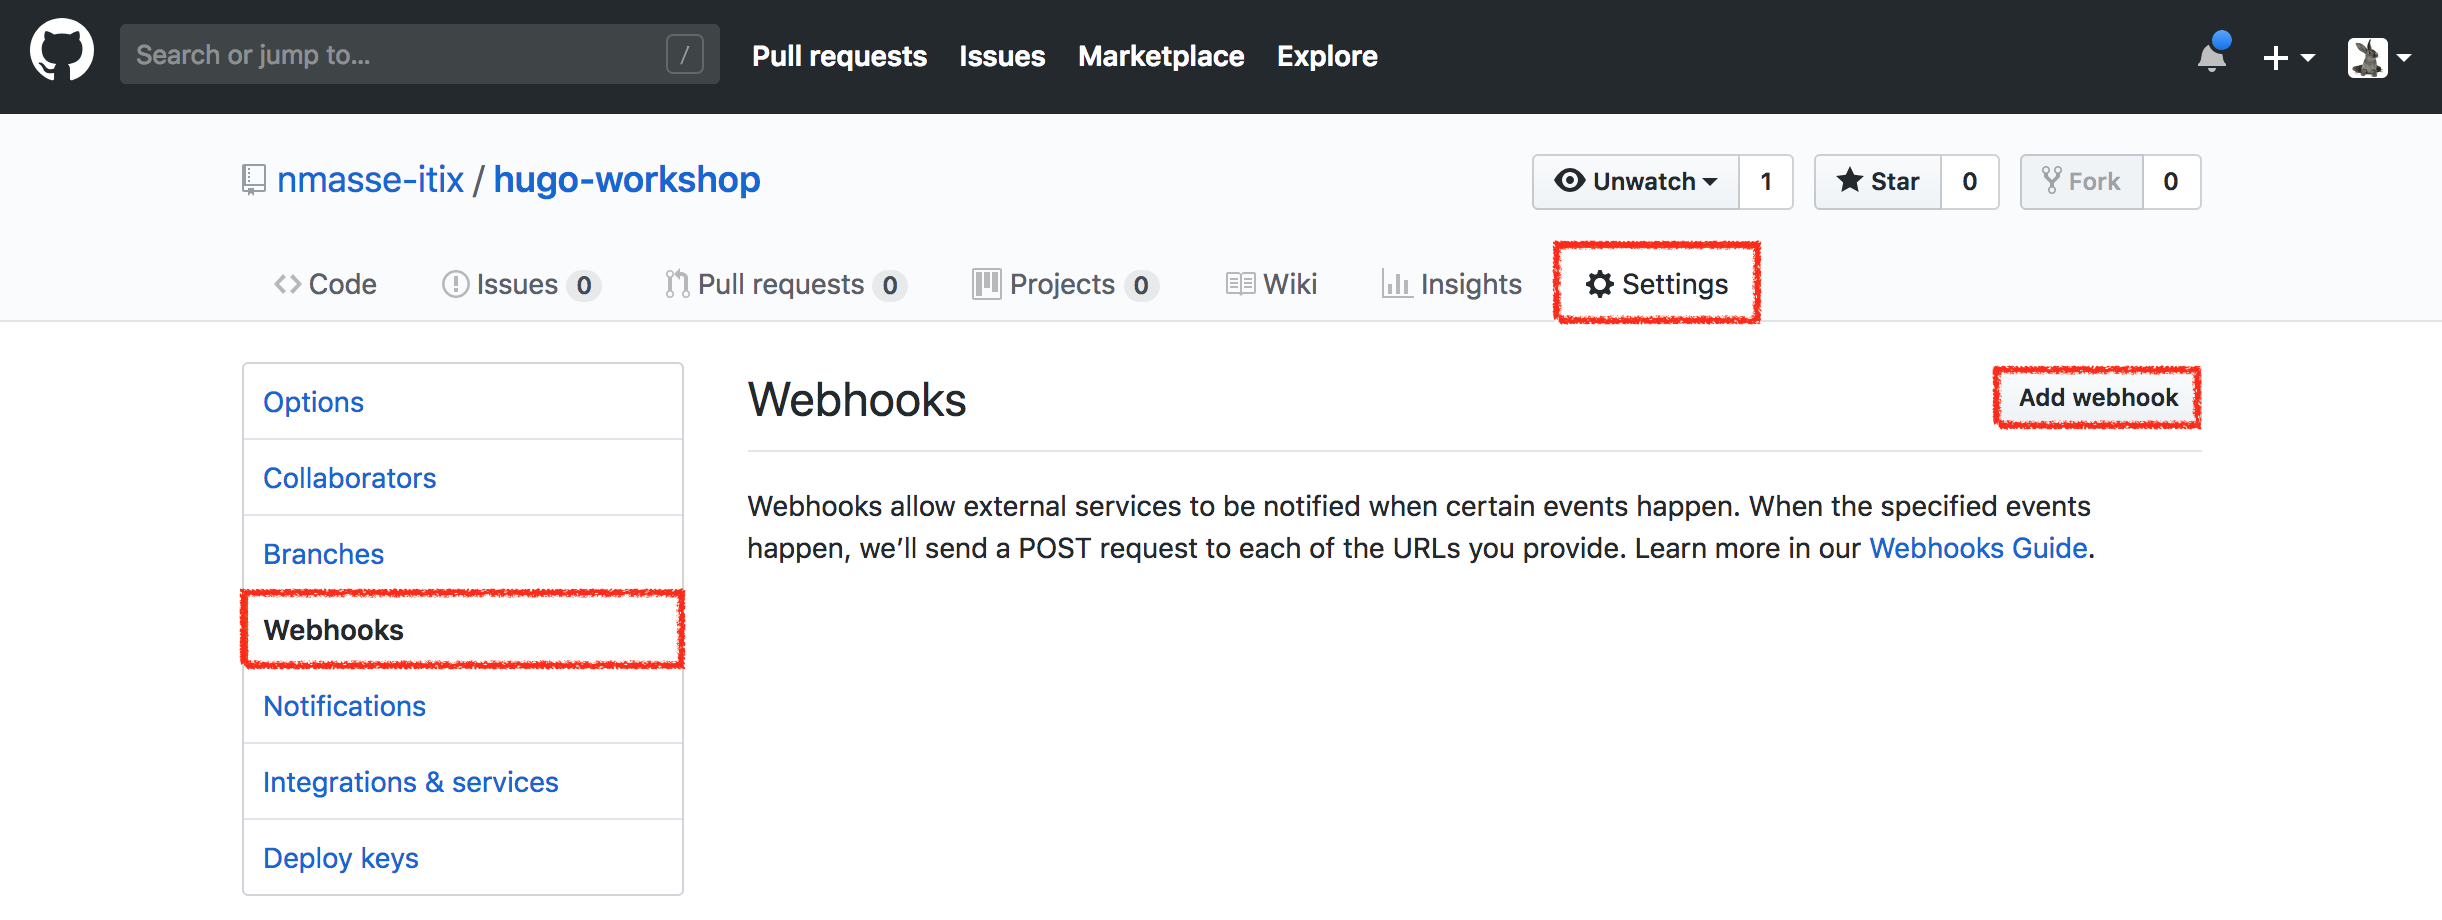 Search or jump to... / Pull requests Issues Marketplace Explore
nmasse-itix / hugo-workshop Unwatch 1 Star 0 Fork 0
Code Issues 0 Pull requests 0 Projects 0 Wiki Insights Settings
Options
Collaborators
Branches
Webhooks
Notifications
Integrations & services
Deploy keys
Webhooks Add webhook
Webhooks allow external services to be notified when certain events happen. When the specified events
happen, we’ll send a POST request to each of the URLs you provide. Learn more in our Webhooks Guide.